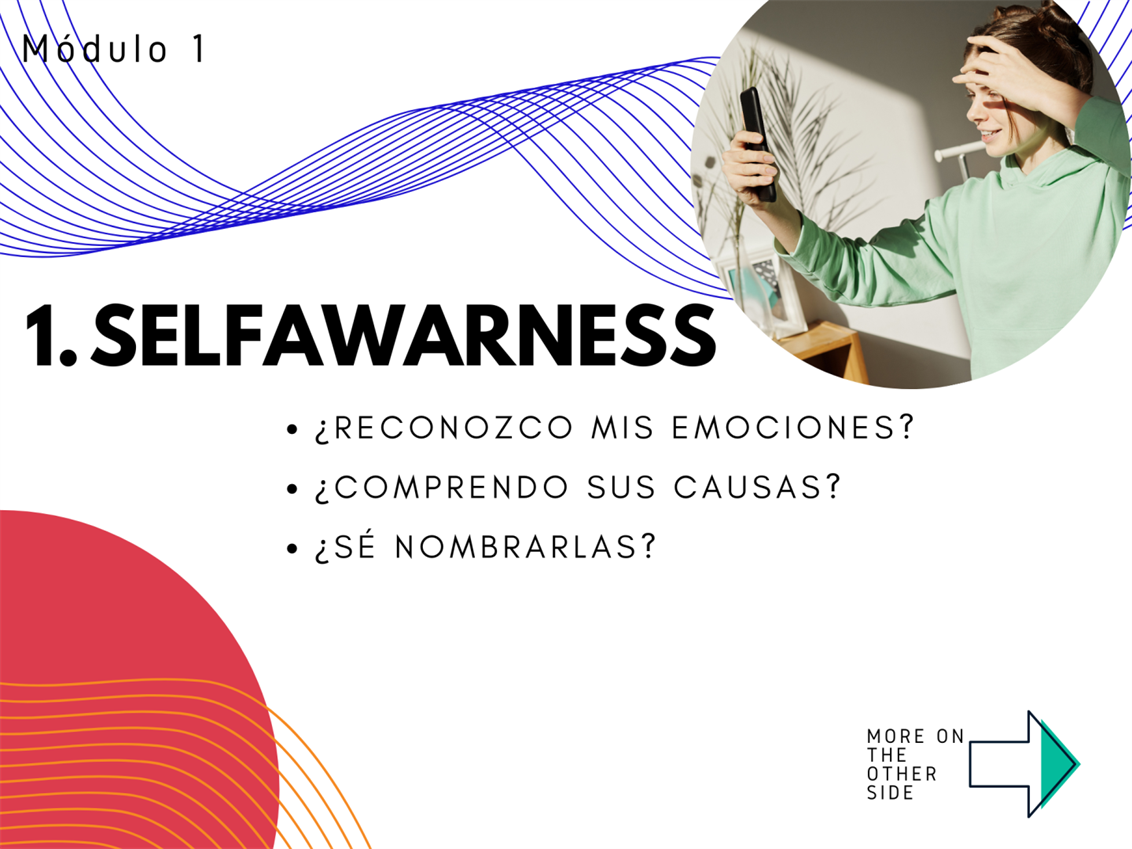 Módulo 1
1. SELFAWARNESS
• ¿RECONOZCO MIS EMOCIONES?
• ¿COMPRENDO SUS CAUSAS?
• ¿SÉ NOMBRARLAS?
MORE ON
THE
OTHER
SIDE